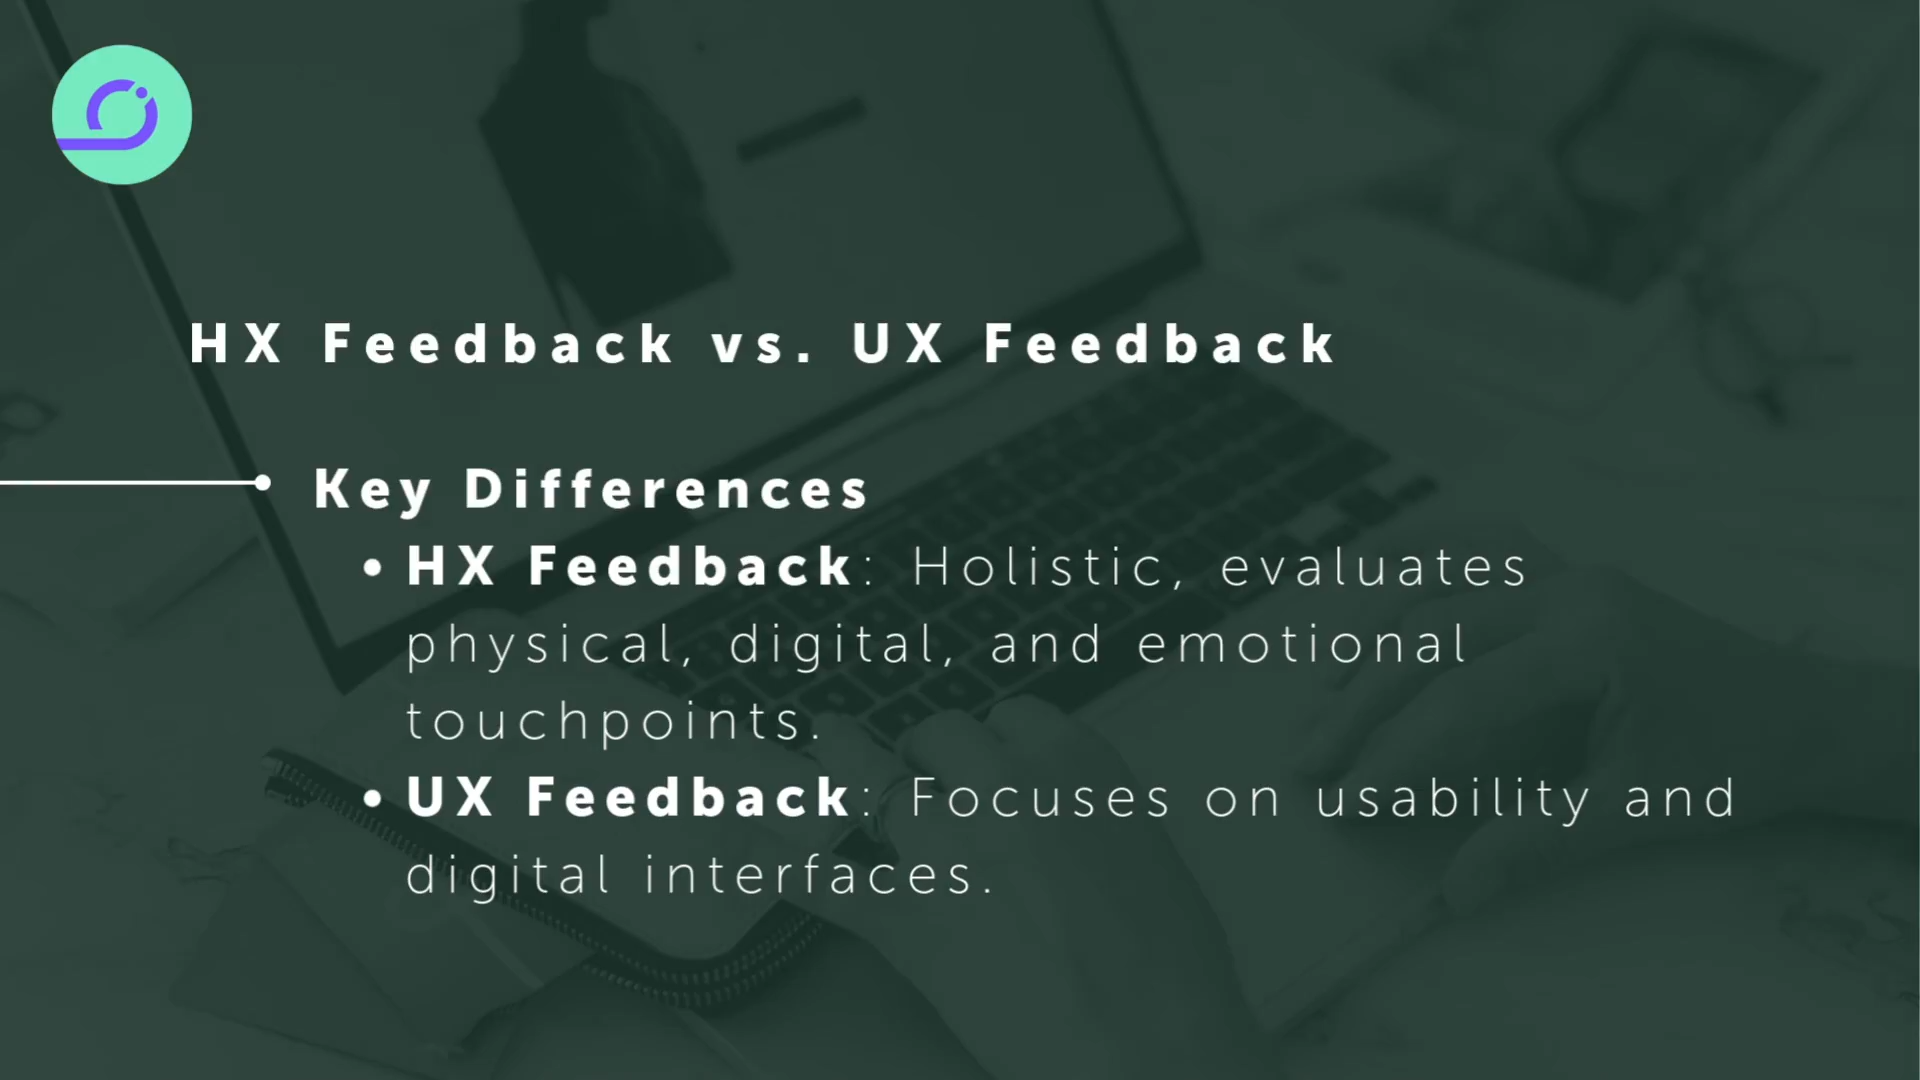 HX Feedback vs. UX Feedback
Key Differences
• HX Feedback: Holistic, evaluates
physical, digital, and emotional
touchpoints.
• UX Feedback: Focuses on usability and
digital interfaces.